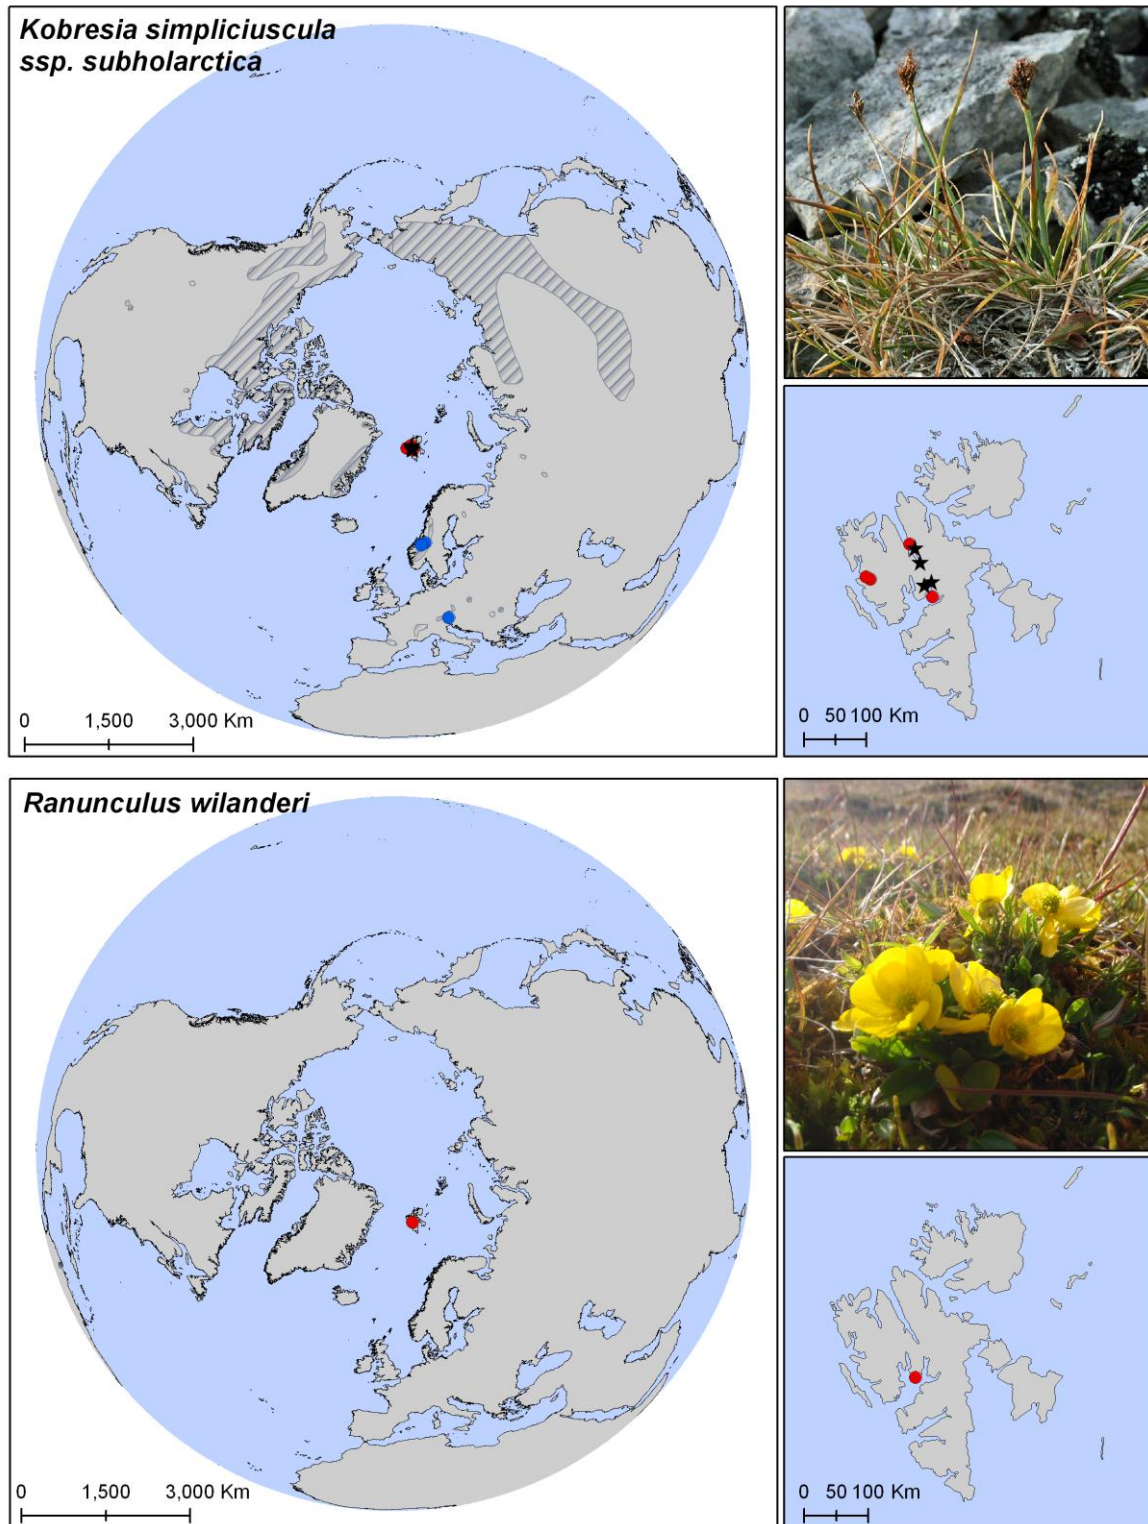 Kobresia simpliciuscula
ssp. subholarctica
0 1,500 3,000 Km
0 50 100 Km
Ranunculus wilanderi
0 1,500 3,000 Km
0 50 100 Km